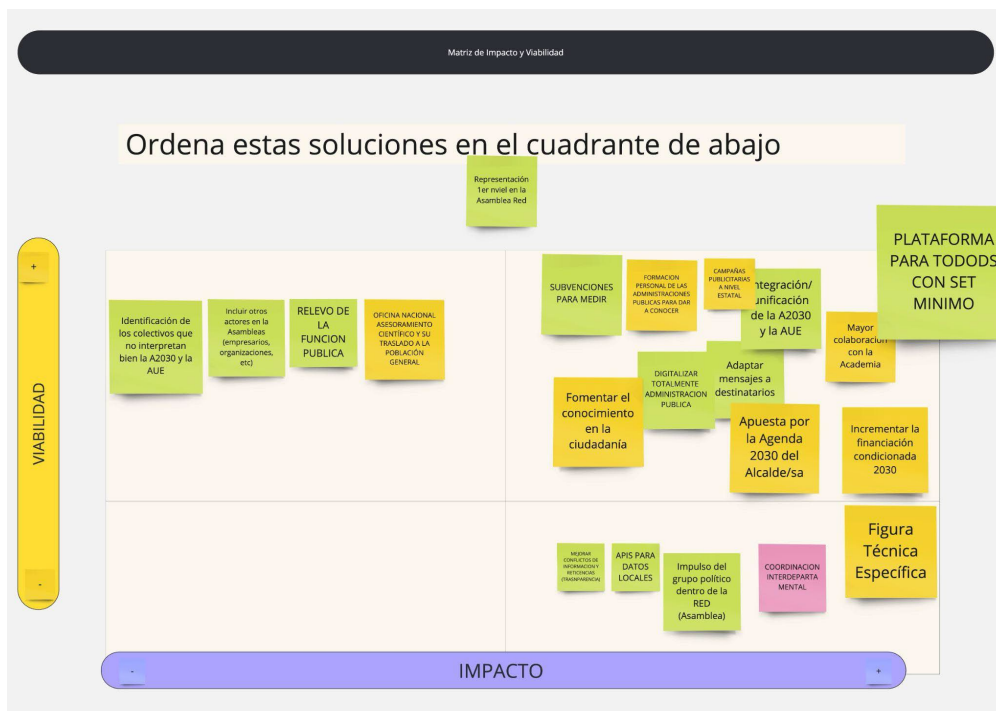 Matriz de Impacto y Viabilidad
Ordena estas soluciones en el cuadrante de abajo
Representación
1er nviel en la
Asamblea Red
PLATAFORMA
PARA TODODS
CON SET
MINIMO
+
VIABILIDAD
-
Identificación de
los colectivos que
no interpretan
bien la A2030 y la
AUE
Incluir otros
actores en la
Asambleas
(empresarios,
organizaciones,
etc)
RELEVO DE
LA
FUNCION
PUBLICA
OFICINA NACIONAL
ASESORAMIENTO
CIENTÍFICO Y SU
TRASLADO A LA
POBLACIÓN
GENERAL
SUBVENCIONES
PARA MEDIR
FORMACION
PERSONAL DE LAS
ADMINISTRACIONES
PUBLICAS PARA DAR
A CONOCER
CAMPAÑAS
PUBLICITARIAS
A NIVEL
ESTATAL
ntegración/
unificación
de la A2030
y la AUE
Mayor
colaboración
con la
Academia
Fomentar el
conocimiento
en la
ciudadanía
DIGITALIZAR
TOTALMENTE
ADMINISTRACION
PUBLICA
Adaptar
mensajes a
destinatarios
Apuesta por
la Agenda
2030 del
Alcalde/sa
Incrementar la
financiación
condicionada
2030
MEJORAR
CONFLICTOS DE
INFORMACION Y
RETICENCIAS
(TRASNPARENCIA)
APIS PARA
DATOS
LOCALES
Impulso del
grupo político
dentro de la
RED
(Asamblea)
COORDINACION
INTERDEPARTA
MENTAL
Figura
Técnica
Específica
-
IMPACTO
+